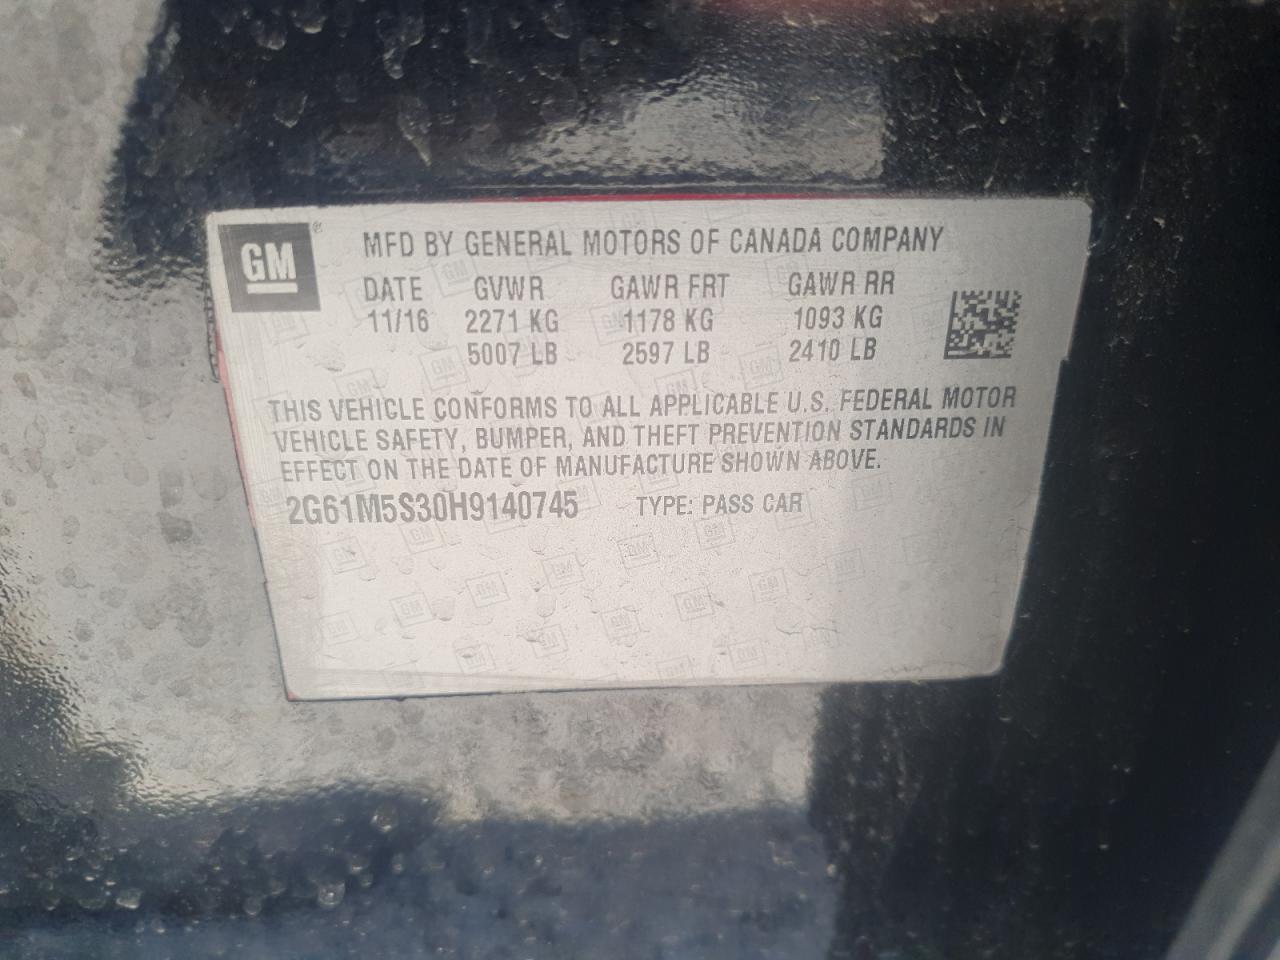 GM ®
MFD BY GENERAL MOTORS OF CANADA COMPANY
DATE GVWR GAWR FRT GAWR RR
11/16 2271 KG 1178 KG 1093 KG
5007 LB 2597 LB 2410 LB
THIS VEHICLE CONFORMS TO ALL APPLICABLE U.S. FEDERAL MOTOR
VEHICLE SAFETY, BUMPER, AND THEFT PREVENTION STANDARDS IN
EFFECT ON THE DATE OF MANUFACTURE SHOWN ABOVE.
2G61M5S30H9140745 TYPE: PASS CAR